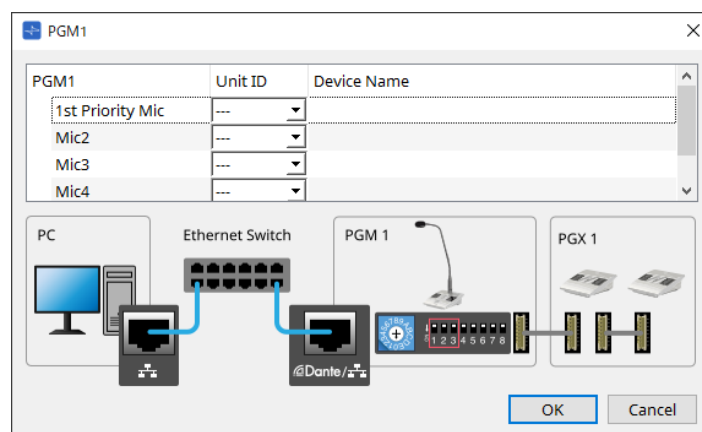 PGM1
PGM1 Unit ID Device Name
1st Priority Mic ---
Mic2 ---
Mic3 ---
Mic4 ---
PC
Ethernet Switch
PGM 1
PGX 1
1 2 3 4 5 6 7 8
Dante/
OK Cancel